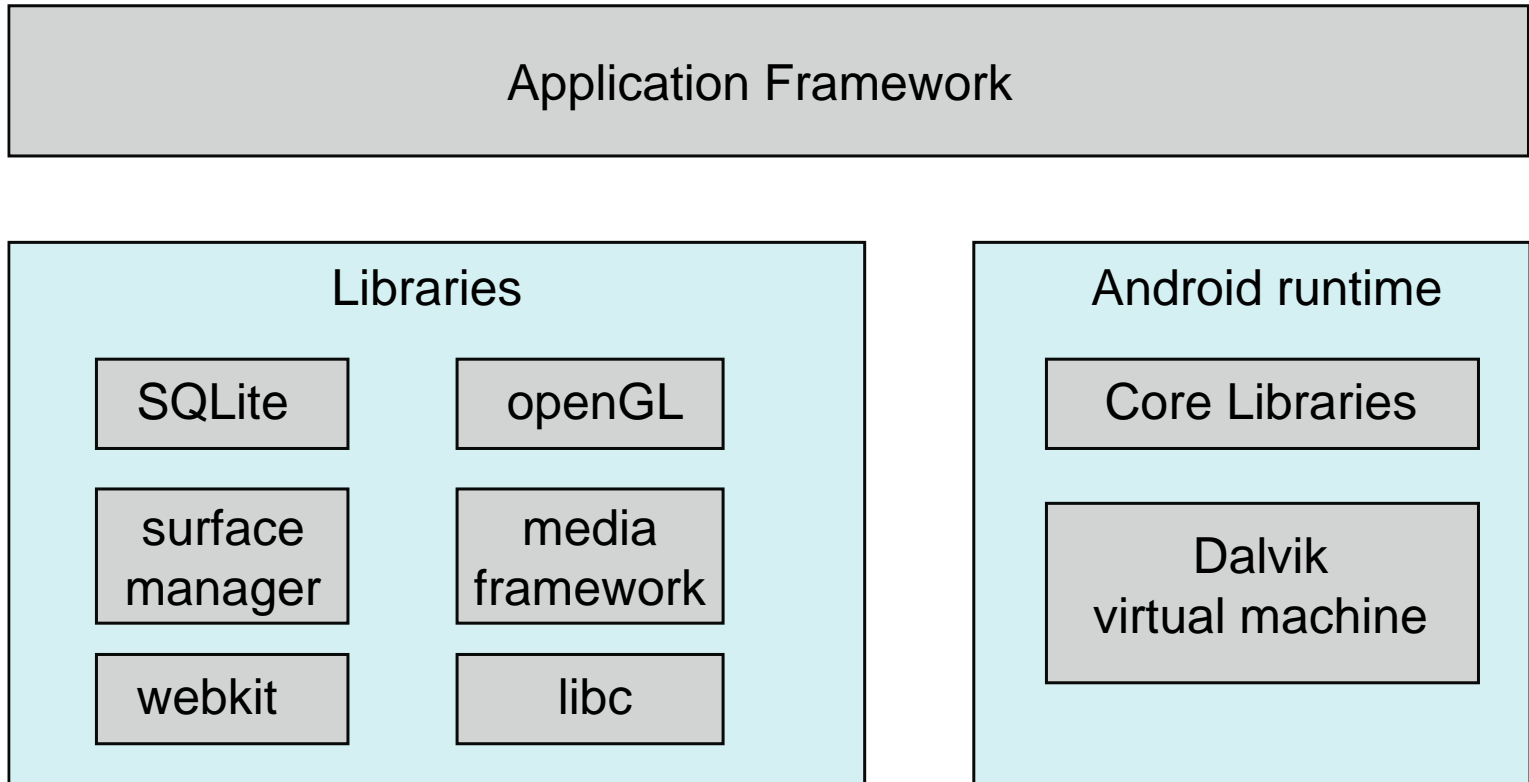 Application Framework
Libraries
SQLite
openGL
surface
manager
media
framework
webkit
libc
Android runtime
Core Libraries
Dalvik
virtual machine